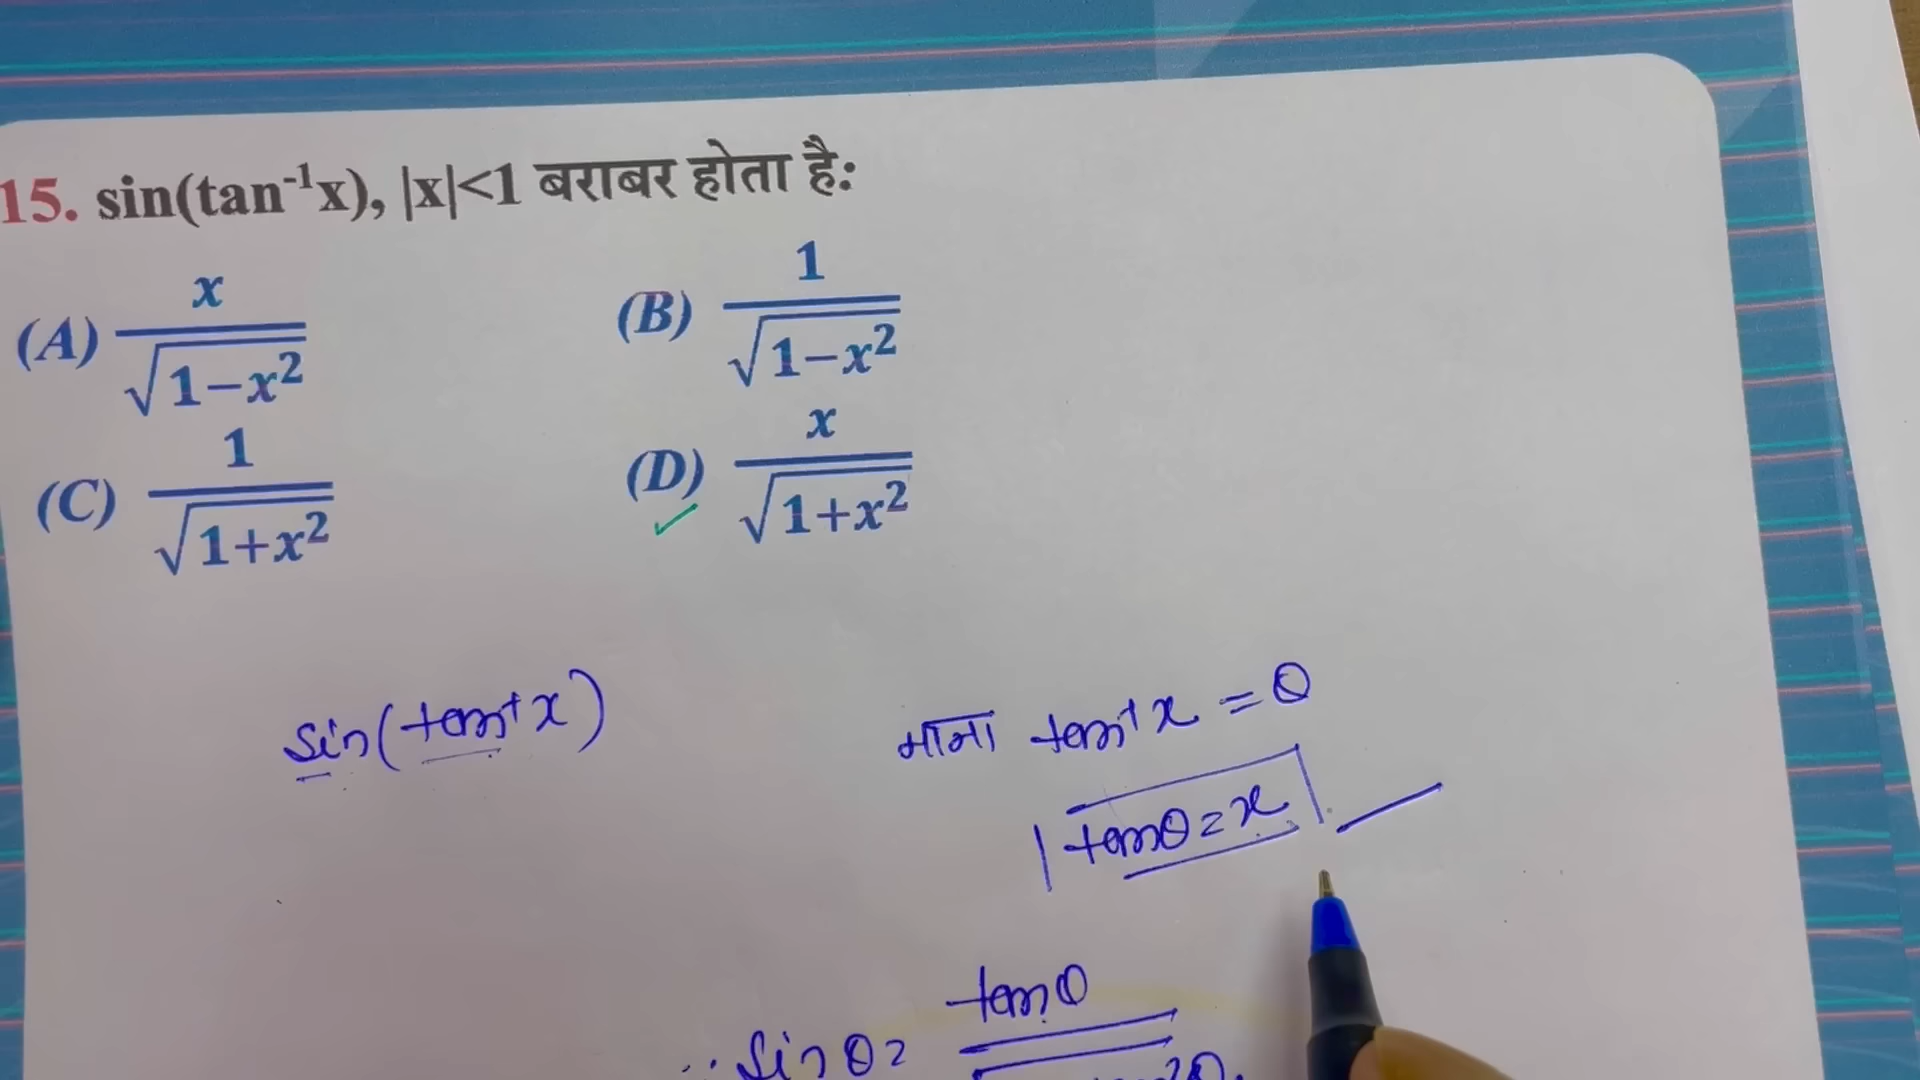 15. sin(tan⁻¹x), |x|<1 बराबर होता है:
(A) x/√(1−x²) (B) 1/√(1−x²)
(C) 1/√(1+x²) (D) x/√(1+x²)
sin(tan⁻¹x) माना tan⁻¹x = θ
tanθ = x
∴ sinθ = tanθ